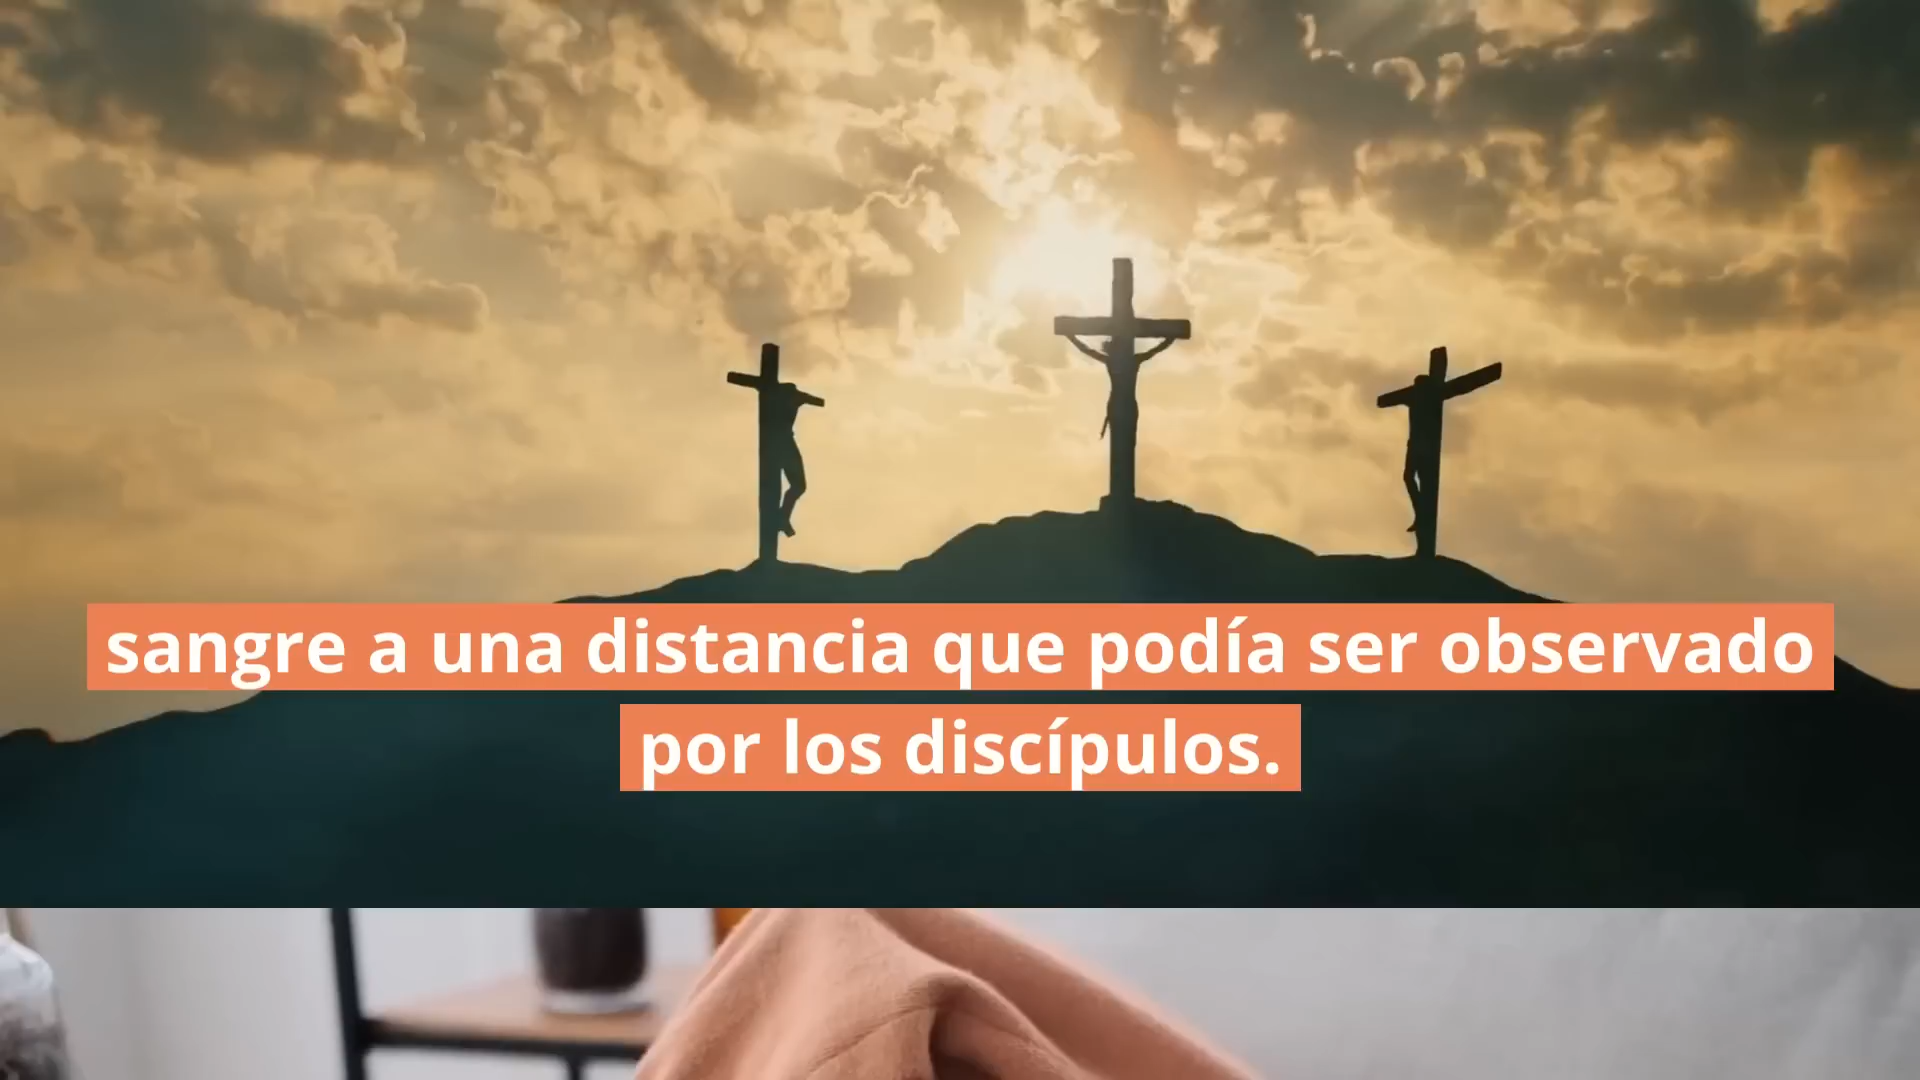 sangre a una distancia que podía ser observado
por los discípulos.